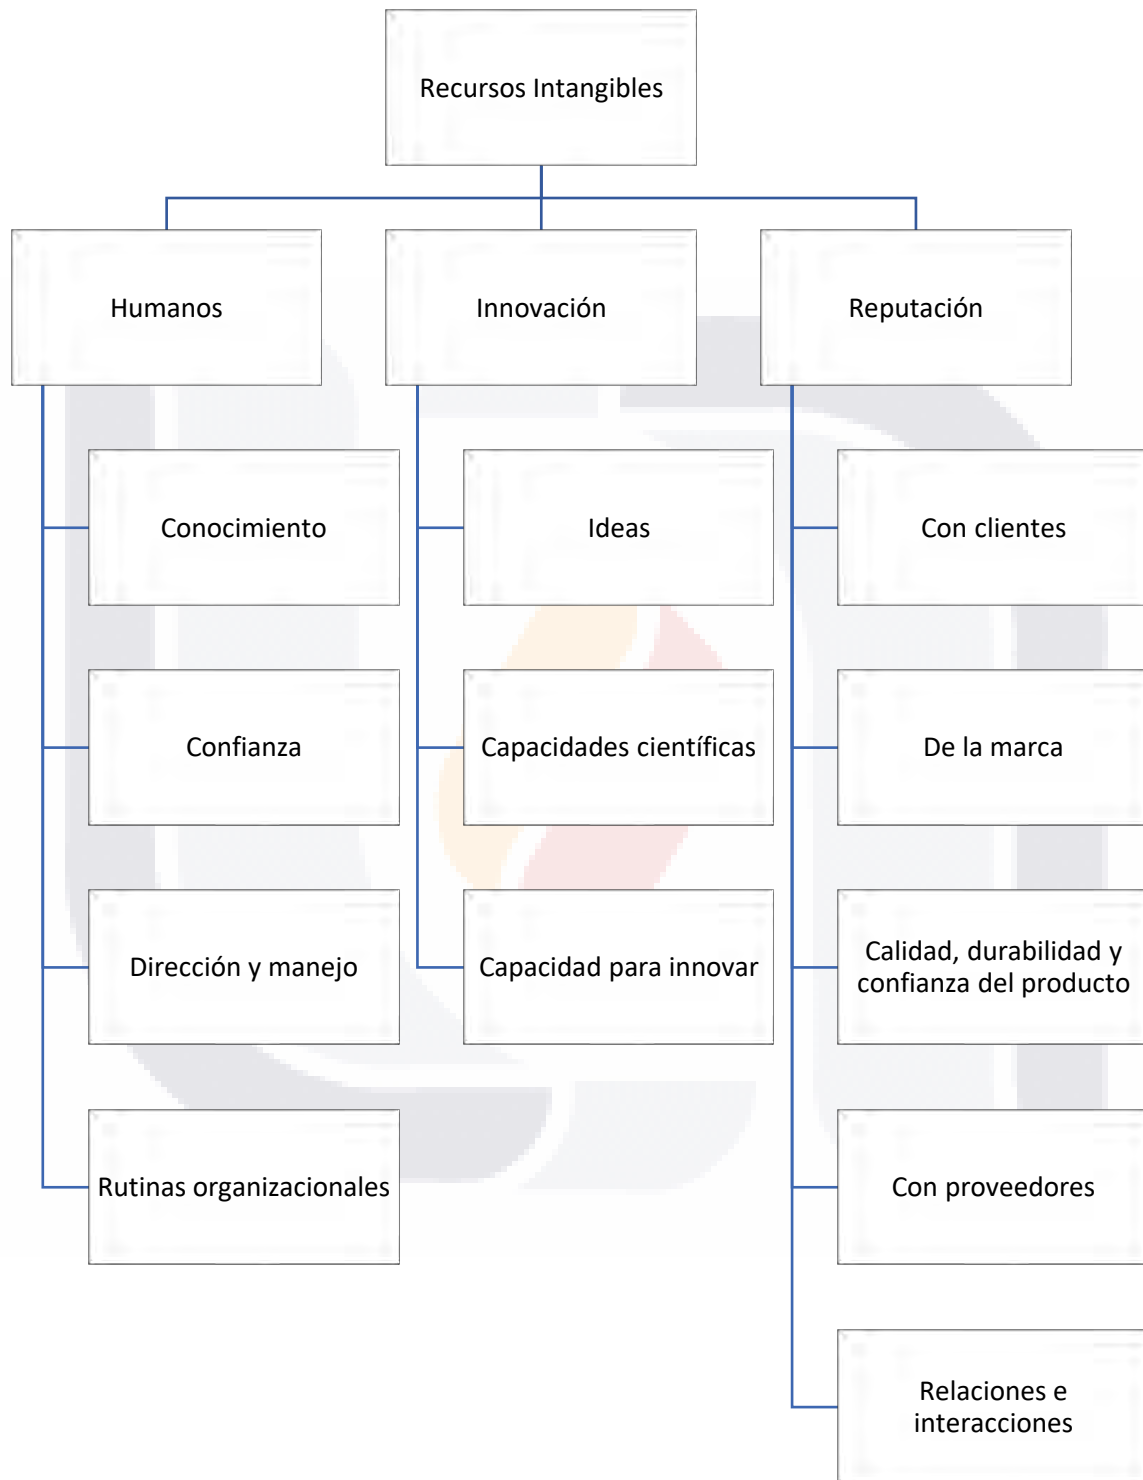 Recursos Intangibles
Humanos
Innovación
Reputación
Conocimiento
Ideas
Con clientes
Confianza
Capacidades científicas
De la marca
Dirección y manejo
Capacidad para innovar
Calidad, durabilidad y
confianza del producto
Rutinas organizacionales
Con proveedores
Relaciones e
interacciones